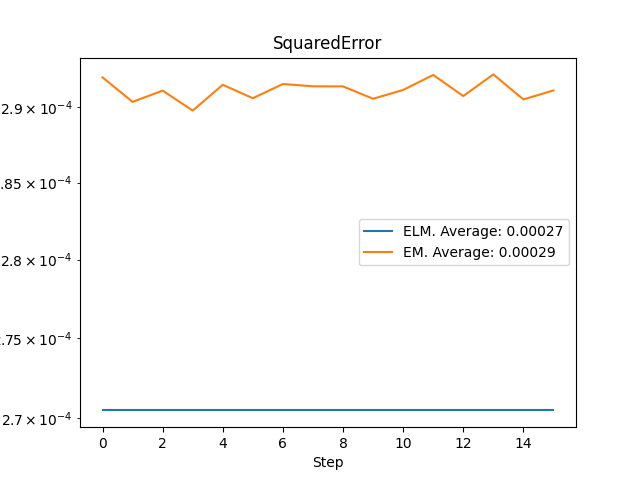 SquaredError
2.9 × 10⁻⁴
.85 × 10⁻⁴
2.8 × 10⁻⁴
.75 × 10⁻⁴
2.7 × 10⁻⁴
ELM. Average: 0.00027
EM. Average: 0.00029
0 2 4 6 8 10 12 14
Step